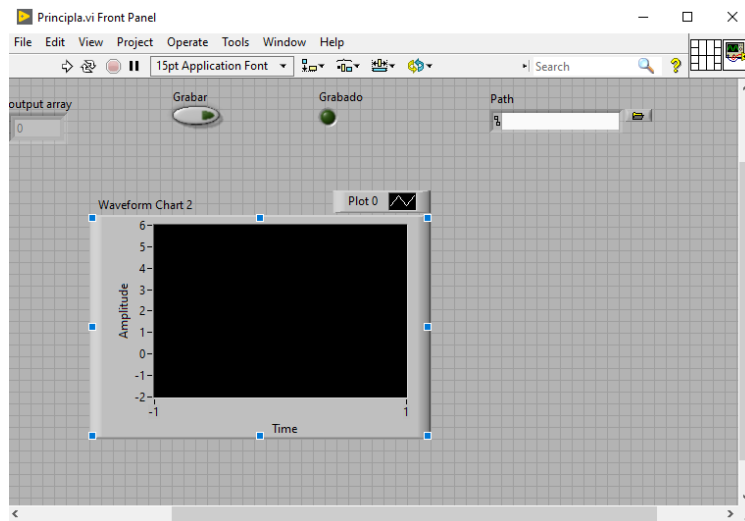 Principla.vi Front Panel
File Edit View Project Operate Tools Window Help
15pt Application Font
Search
output array
0
Grabar
Grabado
Path
Waveform Chart 2
Plot 0
6
5
4
3
2
1
0
-1
-2
Amplitude
-1
1
Time